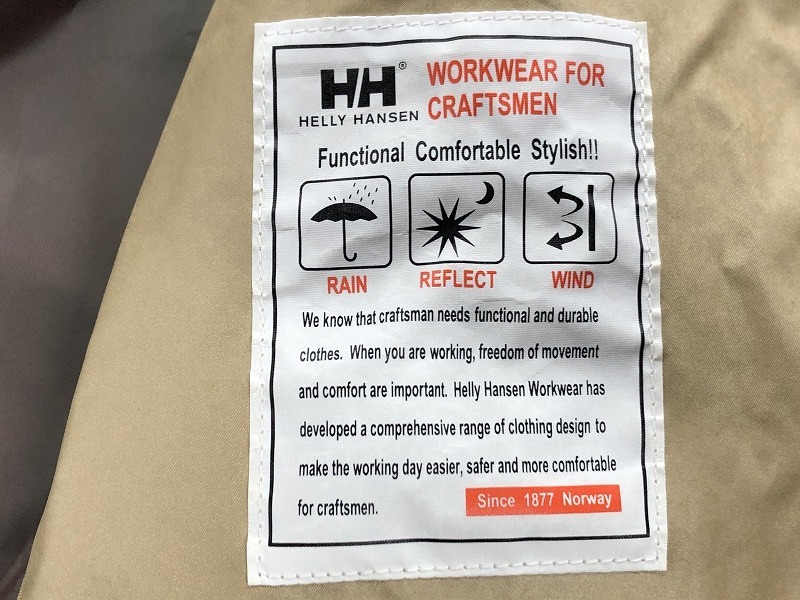 HH®
HELLY HANSEN
WORKWEAR FOR
CRAFTSMEN
Functional Comfortable Stylish!!
RAIN
REFLECT
WIND
We know that craftsman needs functional and durable
clothes. When you are working, freedom of movement
and comfort are important. Helly Hansen Workwear has
developed a comprehensive range of clothing design to
make the working day easier, safer and more comfortable
for craftsmen.
Since 1877 Norway